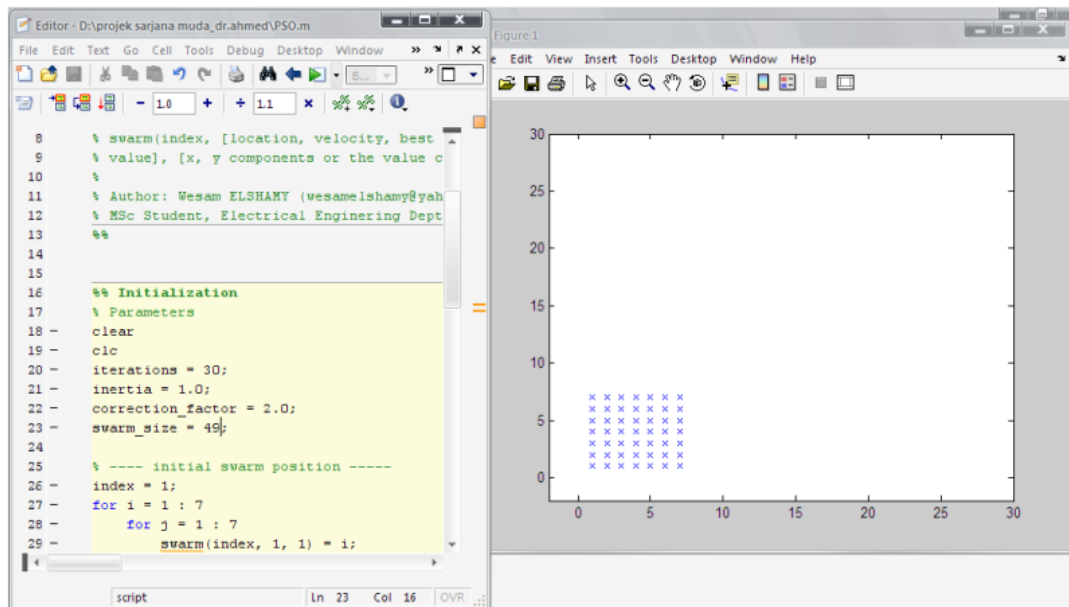 Editor - D:\projek sarjana muda_dr.ahmed\PSO.m
File Edit Text Go Cell Tools Debug Desktop Window
B...
1.0
1.1
8 % swarm(index, [location, velocity, best
9 % value], [x, y components or the value c
10 %
11 % Author: Wesam ELSHAMY (wesamelshamy@yah
12 % MSc Student, Electrical Enginering Dept
13 %%
14
15
16 %% Initialization
17 % Parameters
18 - clear
19 - clc
20 - iterations = 30;
21 - inertia = 1.0;
22 - correction_factor = 2.0;
23 - swarm_size = 49;
24
25 % ---- initial swarm position -----
26 - index = 1;
27 - for i = 1 : 7
28 - for j = 1 : 7
29 - swarm(index, 1, 1) = i;
script Ln 23 Col 16 OVR
Figure 1
e Edit View Insert Tools Desktop Window Help
30
25
20
15
10
5
0
0 5 10 15 20 25 30